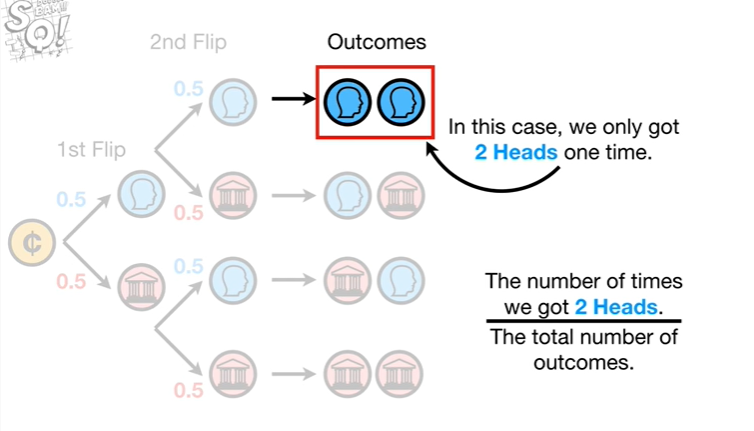 SQ!
2nd Flip
Outcomes
0.5
In this case, we only got
2 Heads one time.
1st Flip
0.5
0.5
¢
0.5
0.5
The number of times
we got 2 Heads.
The total number of
outcomes.
0.5